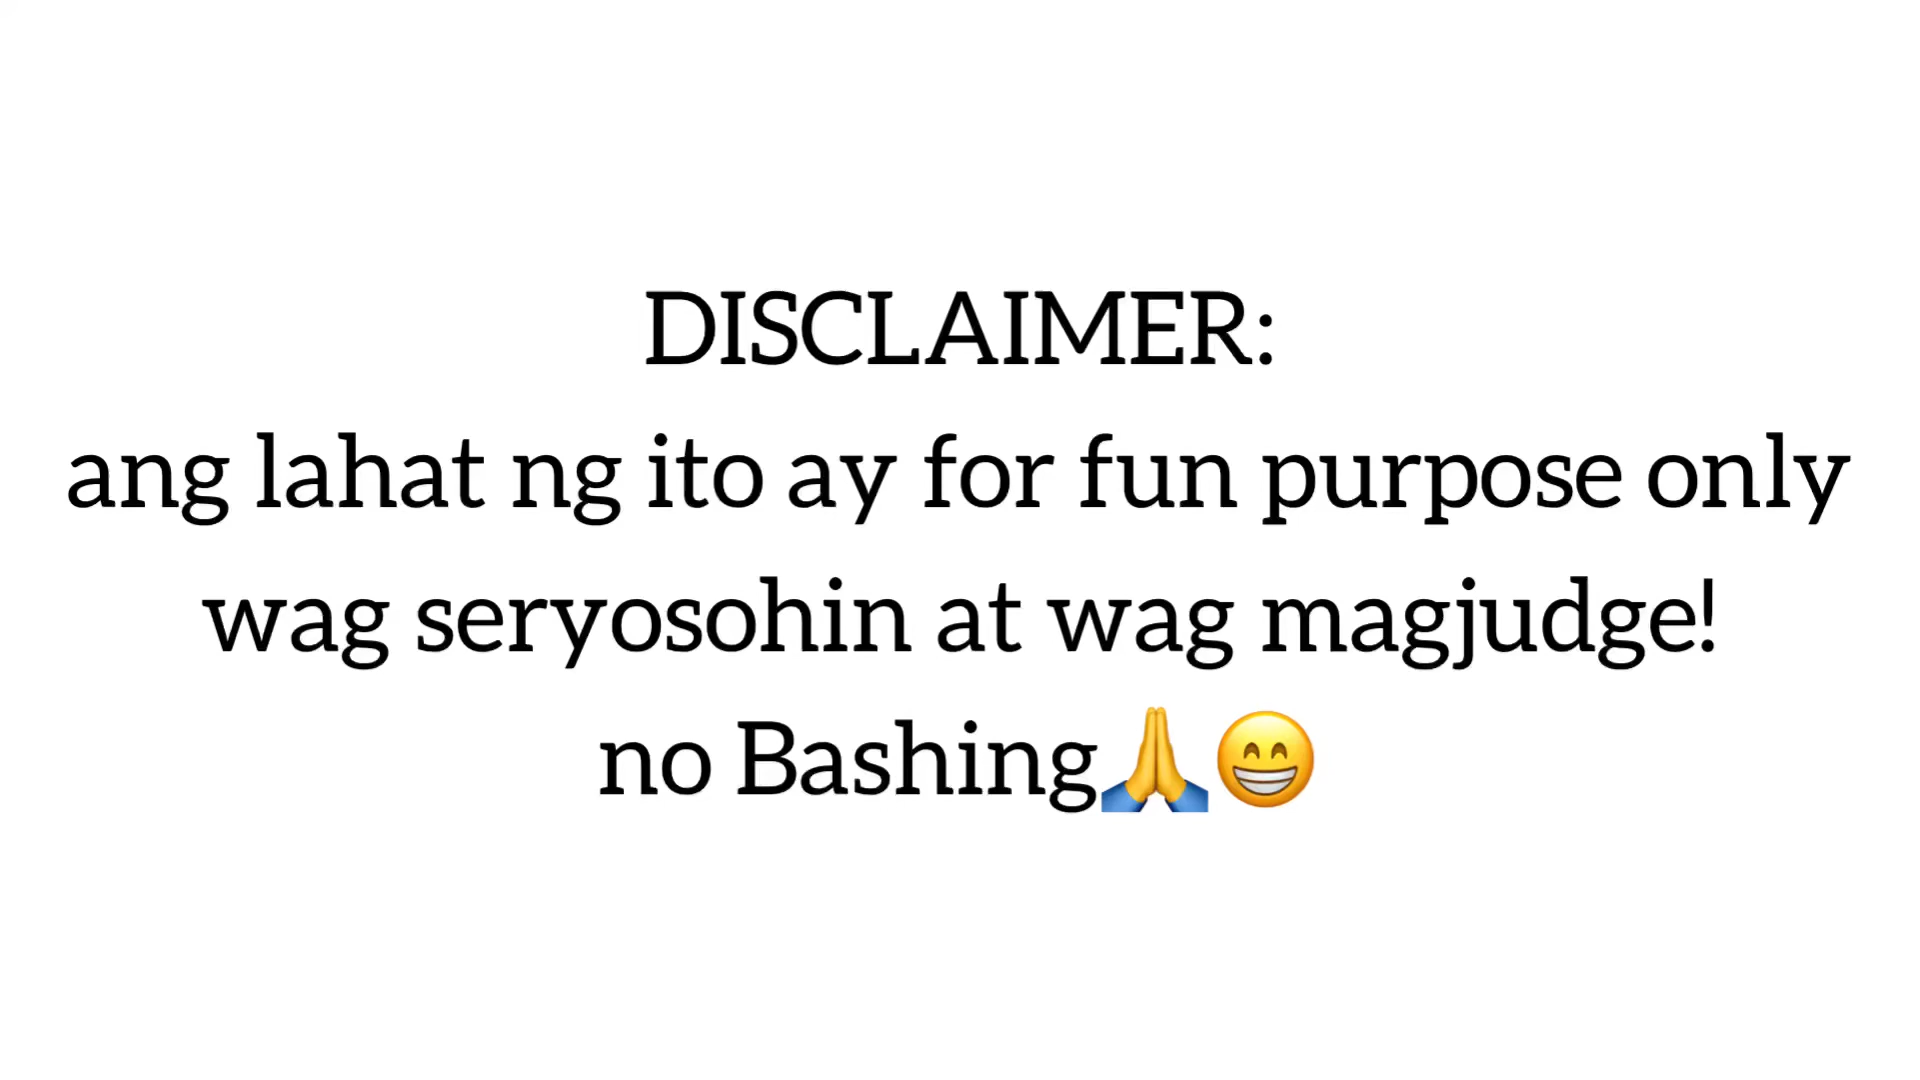 DISCLAIMER:
ang lahat ng ito ay for fun purpose only
wag seryosohin at wag magjudge!
no Bashing🙏😁